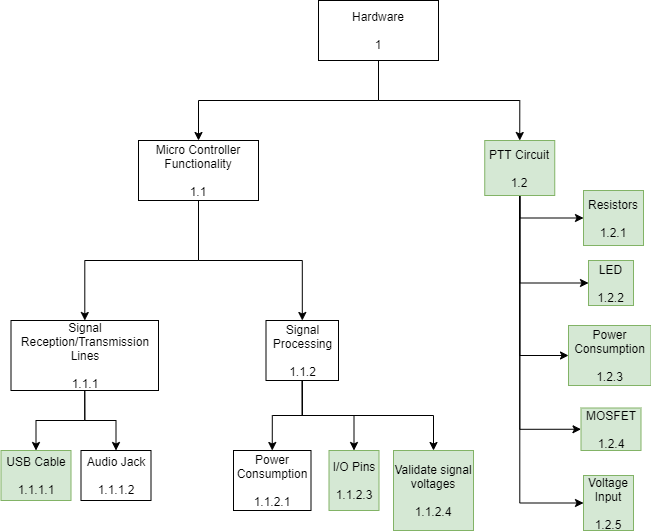 Hardware
1
Micro Controller
Functionality
1.1
PTT Circuit
1.2
Resistors
1.2.1
LED
1.2.2
Power
Consumption
1.2.3
MOSFET
1.2.4
Voltage
Input
1.2.5
Signal
Reception/Transmission
Lines
1.1.1
Signal
Processing
1.1.2
USB Cable
1.1.1.1
Audio Jack
1.1.1.2
Power
Consumption
1.1.2.1
I/O Pins
1.1.2.3
Validate signal
voltages
1.1.2.4